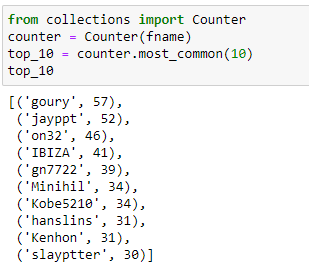 from collections import Counter
counter = Counter(fname)
top_10 = counter.most_common(10)
top_10
[('goury', 57),
('jayppt', 52),
('on32', 46),
('IBIZA', 41),
('gn7722', 39),
('Minihil', 34),
('Kobe5210', 34),
('hanslins', 31),
('Kenhon', 31),
('slayptter', 30)]